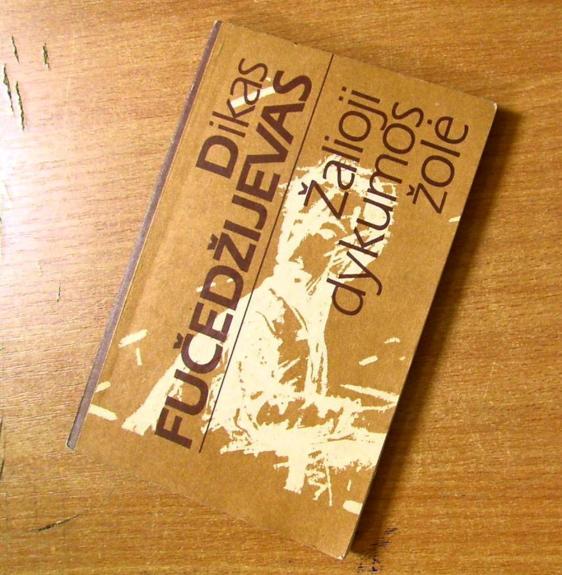 Dikas
FUČEDŽIJEVAS
Žalioji
dykumos
žolė